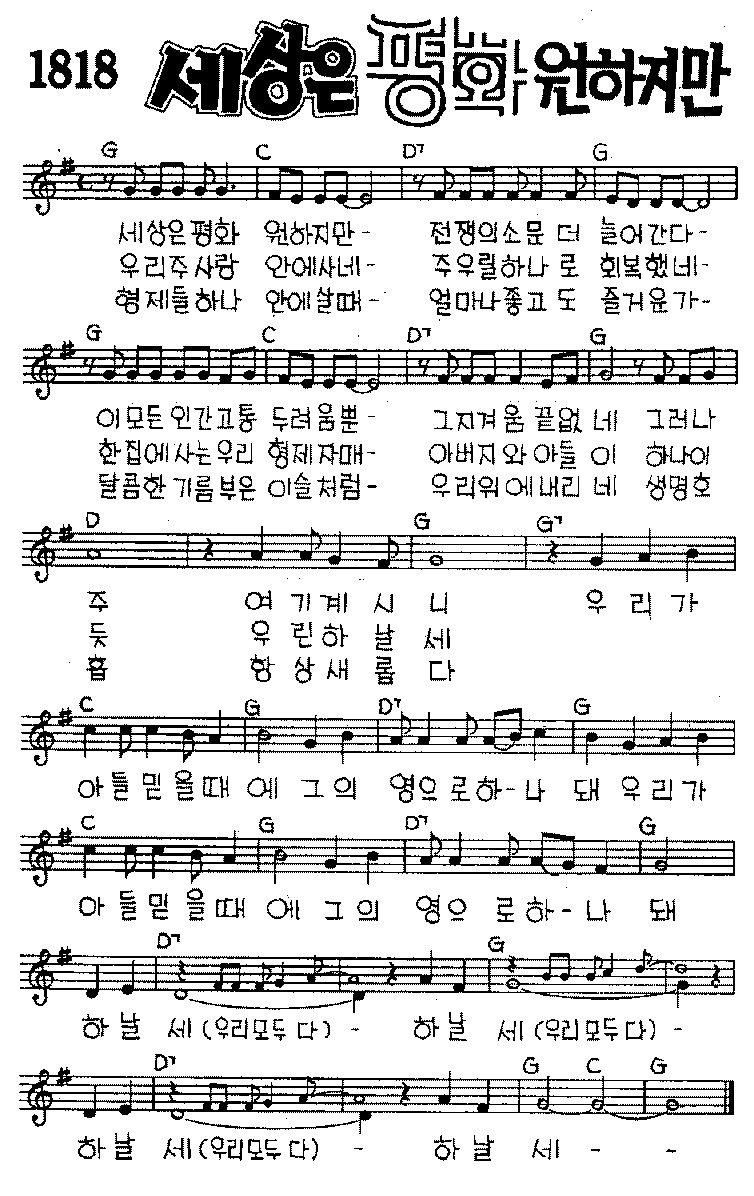 1818 세상은 평화 원하지만
G C D7 G
세상은평화 원하지만- 전쟁의소문 더 늘어간다-
우리주사랑 안에사네- 주우릴하나 로 회복했네-
형제들하나 안에살때- 얼마나좋고 도 즐거운가-
G C D7 G
이모든인간고통 두려움뿐- 그지겨움끝없 네 그러나
한집에사는우리 형제자매- 아버지와아들 이 하나이
달콤한기름부은 이슬처럼- 우리위에내리 네 생명호
D G G7
주 여 기 계 시 니 우 리 가
듯 우 린 하 날 세
흡 항 상 새 롭 다
C G D7 G
아 들 믿 을 때 에 그 의 영으로하-나 돼 우 리 가
C G D7 G
아 들 믿 을 때 에 그 의 영으 로하-나 돼
D7 G
하 날 세(우리모두다)- 하 날 세(우리모두다)-
D7 G C G
하 날 세(우리모두다)- 하 날 세- -